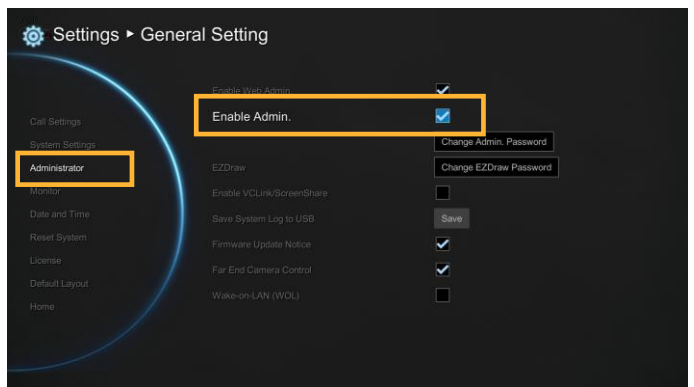 Settings ▸ General Setting
Enable Web Admin
Enable Admin.
Change Admin. Password
EZDraw
Change EZDraw Password
Enable VCLink/ScreenShare
Save System Log to USB
Save
Firmware Update Notice
Far End Camera Control
Wake-on-LAN (WOL)
Call Settings
System Settings
Administrator
Monitor
Date and Time
Reset System
License
Default Layout
Home